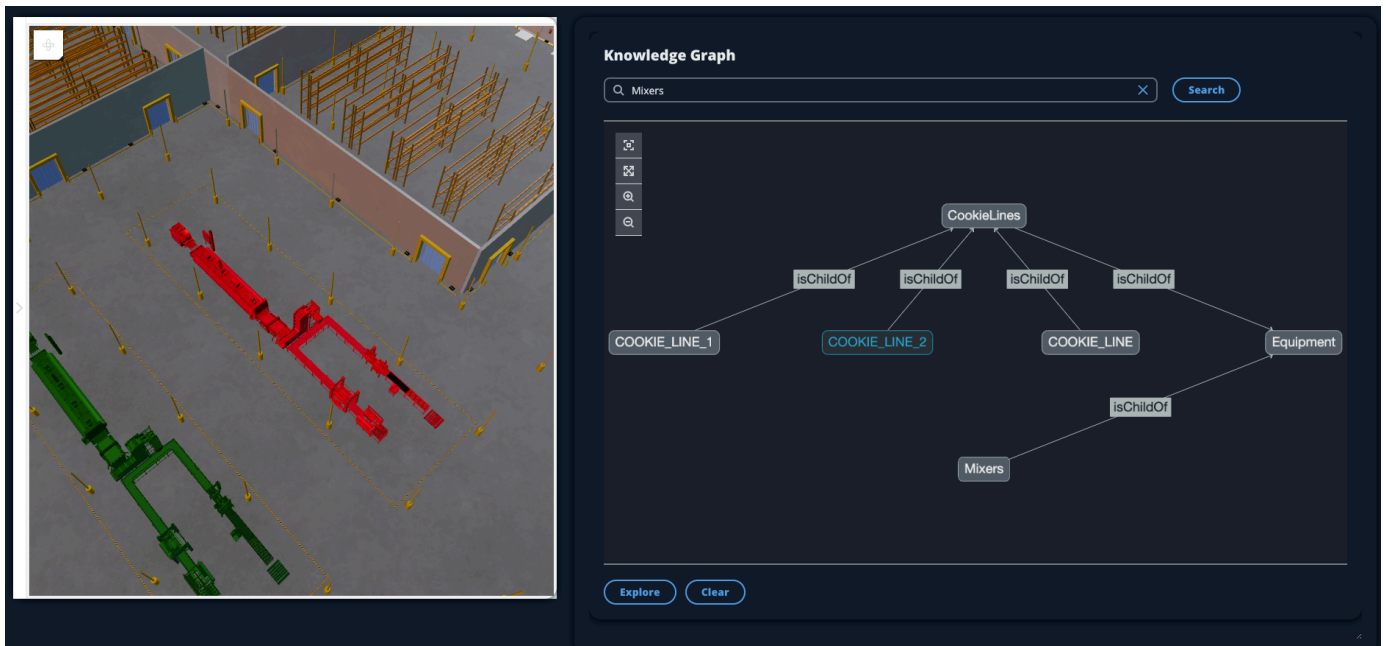 Knowledge Graph
Mixers
Search
CookieLines
isChildOf isChildOf isChildOf isChildOf
COOKIE_LINE_1 COOKIE_LINE_2 COOKIE_LINE Equipment
isChildOf
Mixers
Explore Clear